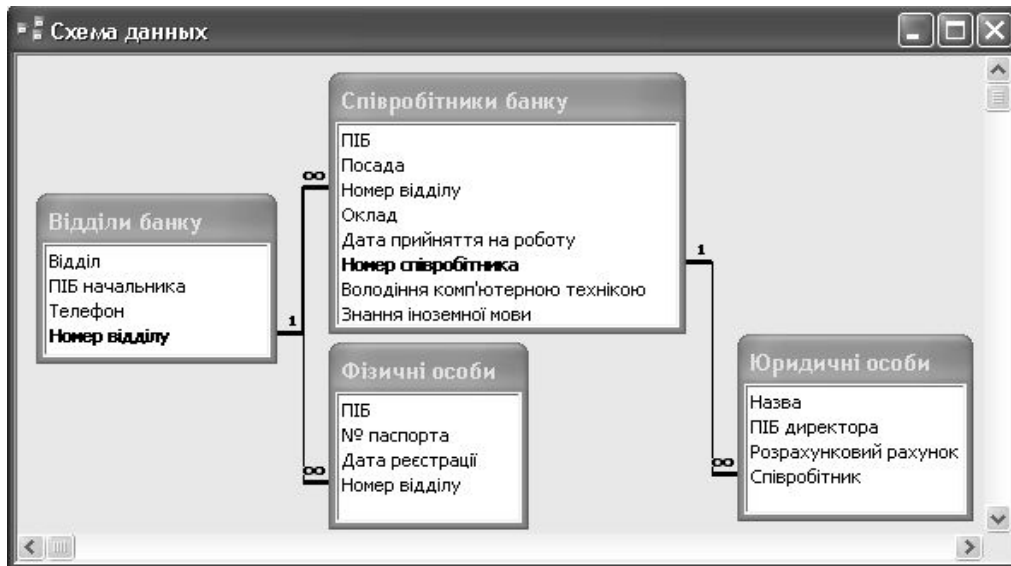 Схема данных
Відділи банку
Відділ
ПІБ начальника
Телефон
Номер відділу
1
∞
∞
Співробітники банку
ПІБ
Посада
Номер відділу
Оклад
Дата прийняття на роботу
Номер співробітника
Володіння комп'ютерною технікою
Знання іноземної мови
Фізичні особи
ПІБ
№ паспорта
Дата реєстрації
Номер відділу
1
∞
Юридичні особи
Назва
ПІБ директора
Розрахунковий рахунок
Співробітник